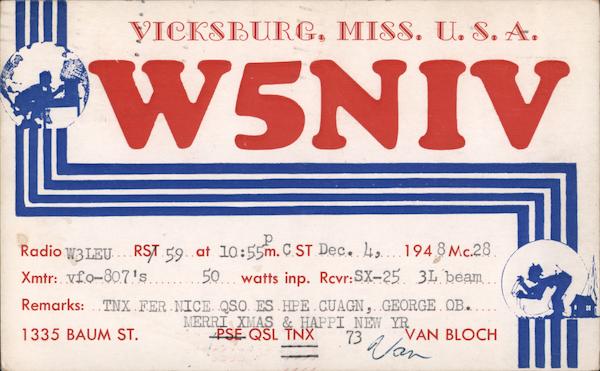 VICKSBURG, MISS. U. S. A.
W5NIV
Radio W3LEU RST 59 at 10:55 p m. C ST Dec. 4, 1948 Mc. 28
Xmtr: vfo-807's 50 watts inp. Rcvr: SX-25 3L beam
Remarks: TNX FER NICE QSO ES HPE CUAGN, GEORGE OB.
MERRI XMAS & HAPPI NEW YR
1335 BAUM ST. PSE QSL TNX 73 VAN BLOCH
Van